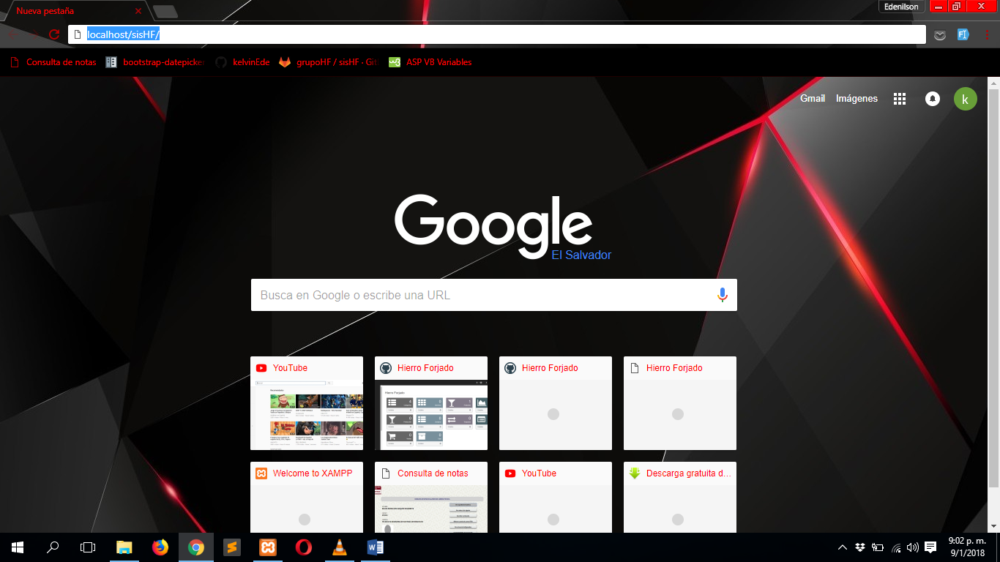 Nueva pestaña
Edenilson
localhost/sisHF/
Consulta de notas
bootstrap-datepicker
kelvinEde
grupoHF / sisHF · Git
ASP VB Variables
Gmail
Imágenes
k
Google
El Salvador
Busca en Google o escribe una URL
YouTube
Hierro Forjado
Hierro Forjado
Hierro Forjado
Hierro Forjado
Welcome to XAMPP
Consulta de notas
YouTube
Descarga gratuita d...
9:02 p. m.
9/1/2018